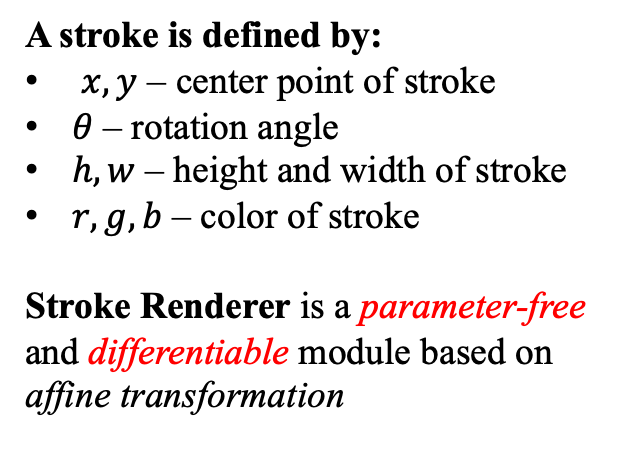 A stroke is defined by:
• x, y – center point of stroke
• θ – rotation angle
• h, w – height and width of stroke
• r, g, b – color of stroke
Stroke Renderer is a parameter-free
and differentiable module based on
affine transformation